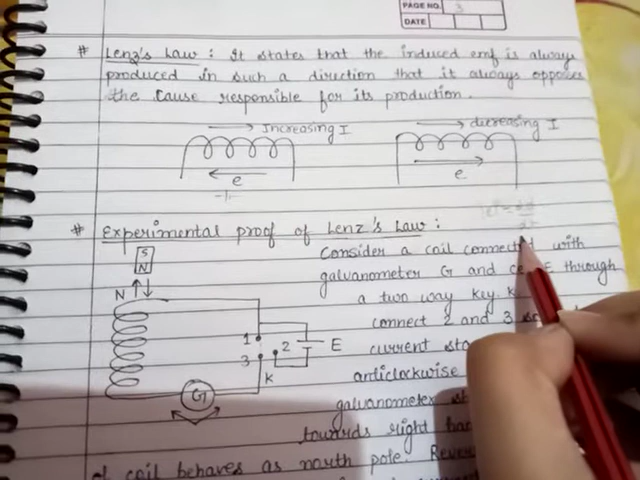 PAGE NO. 3
DATE
# Lenz's Law : It states that the induced emf is always
produced in such a direction that it always opposes
the cause responsible for its production.
Increasing I
decreasing I
e
e
# Experimental proof of Lenz's Law :
Consider a coil connected with
galvanometer G and E through
a two way key K
connect 2 and 3
current
anticlockwise
galvanometer
towards right
of coil behaves as north pole.
S
N
N
1
2
3
E
K
G